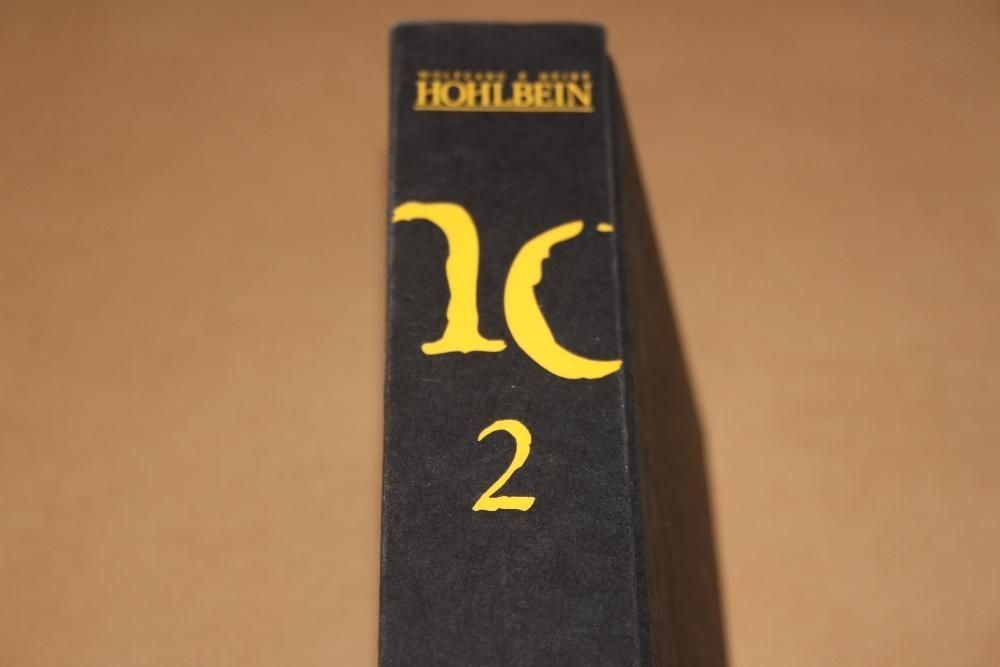 WOLFGANG & HEIKE
HOHLBEIN
2